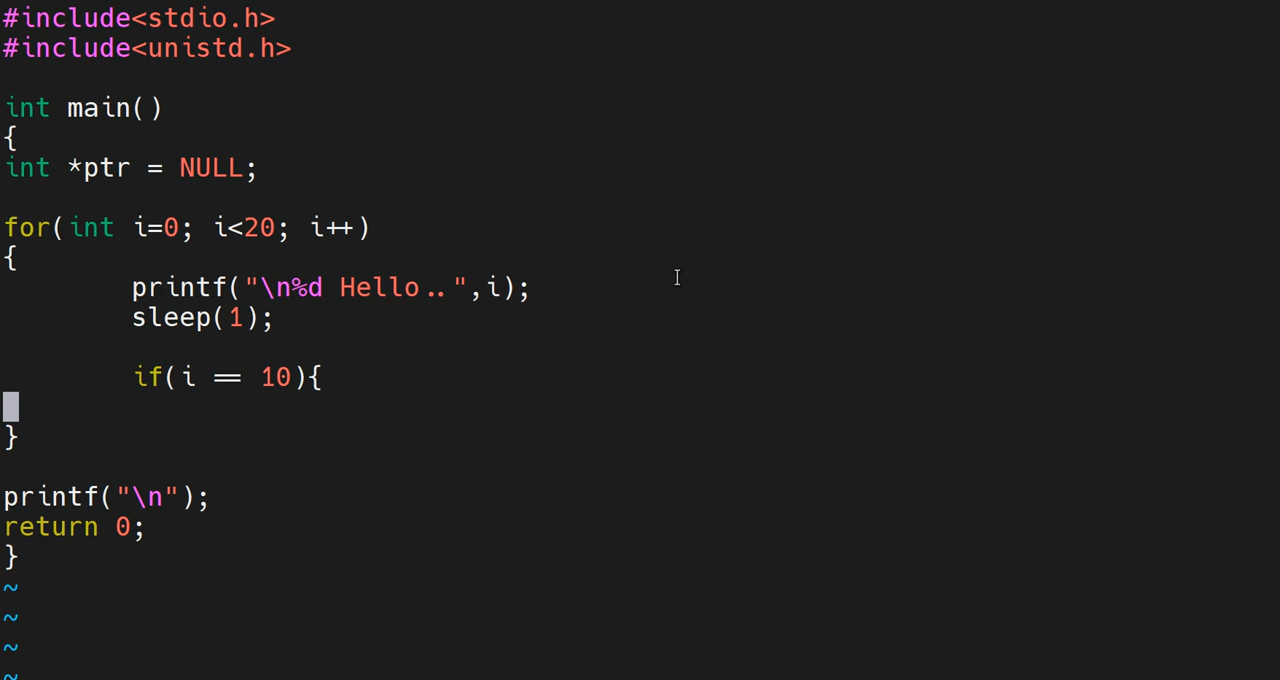 #include<stdio.h>
#include<unistd.h>
int main()
{
int *ptr = NULL;
for(int i=0; i<20; i++)
{
printf("\n%d Hello..",i);
sleep(1);
if(i == 10){
}
printf("\n");
return 0;
}
~
~
~
~